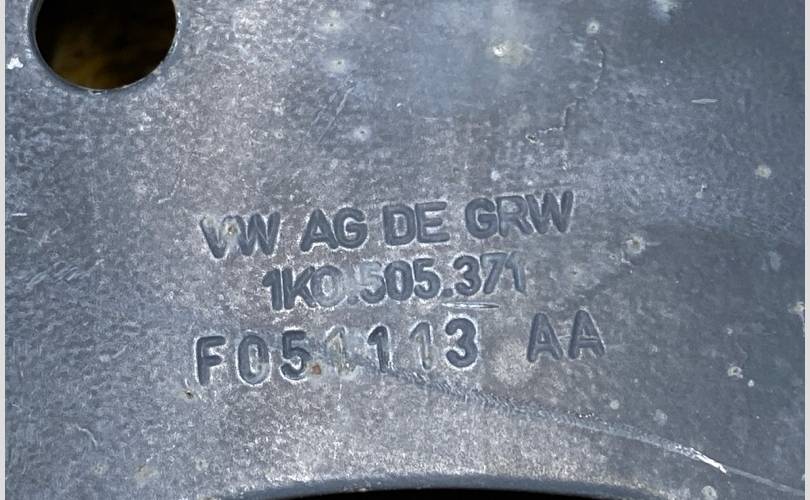 VW AG DE GRW
1K0.505.371
F051113 AA